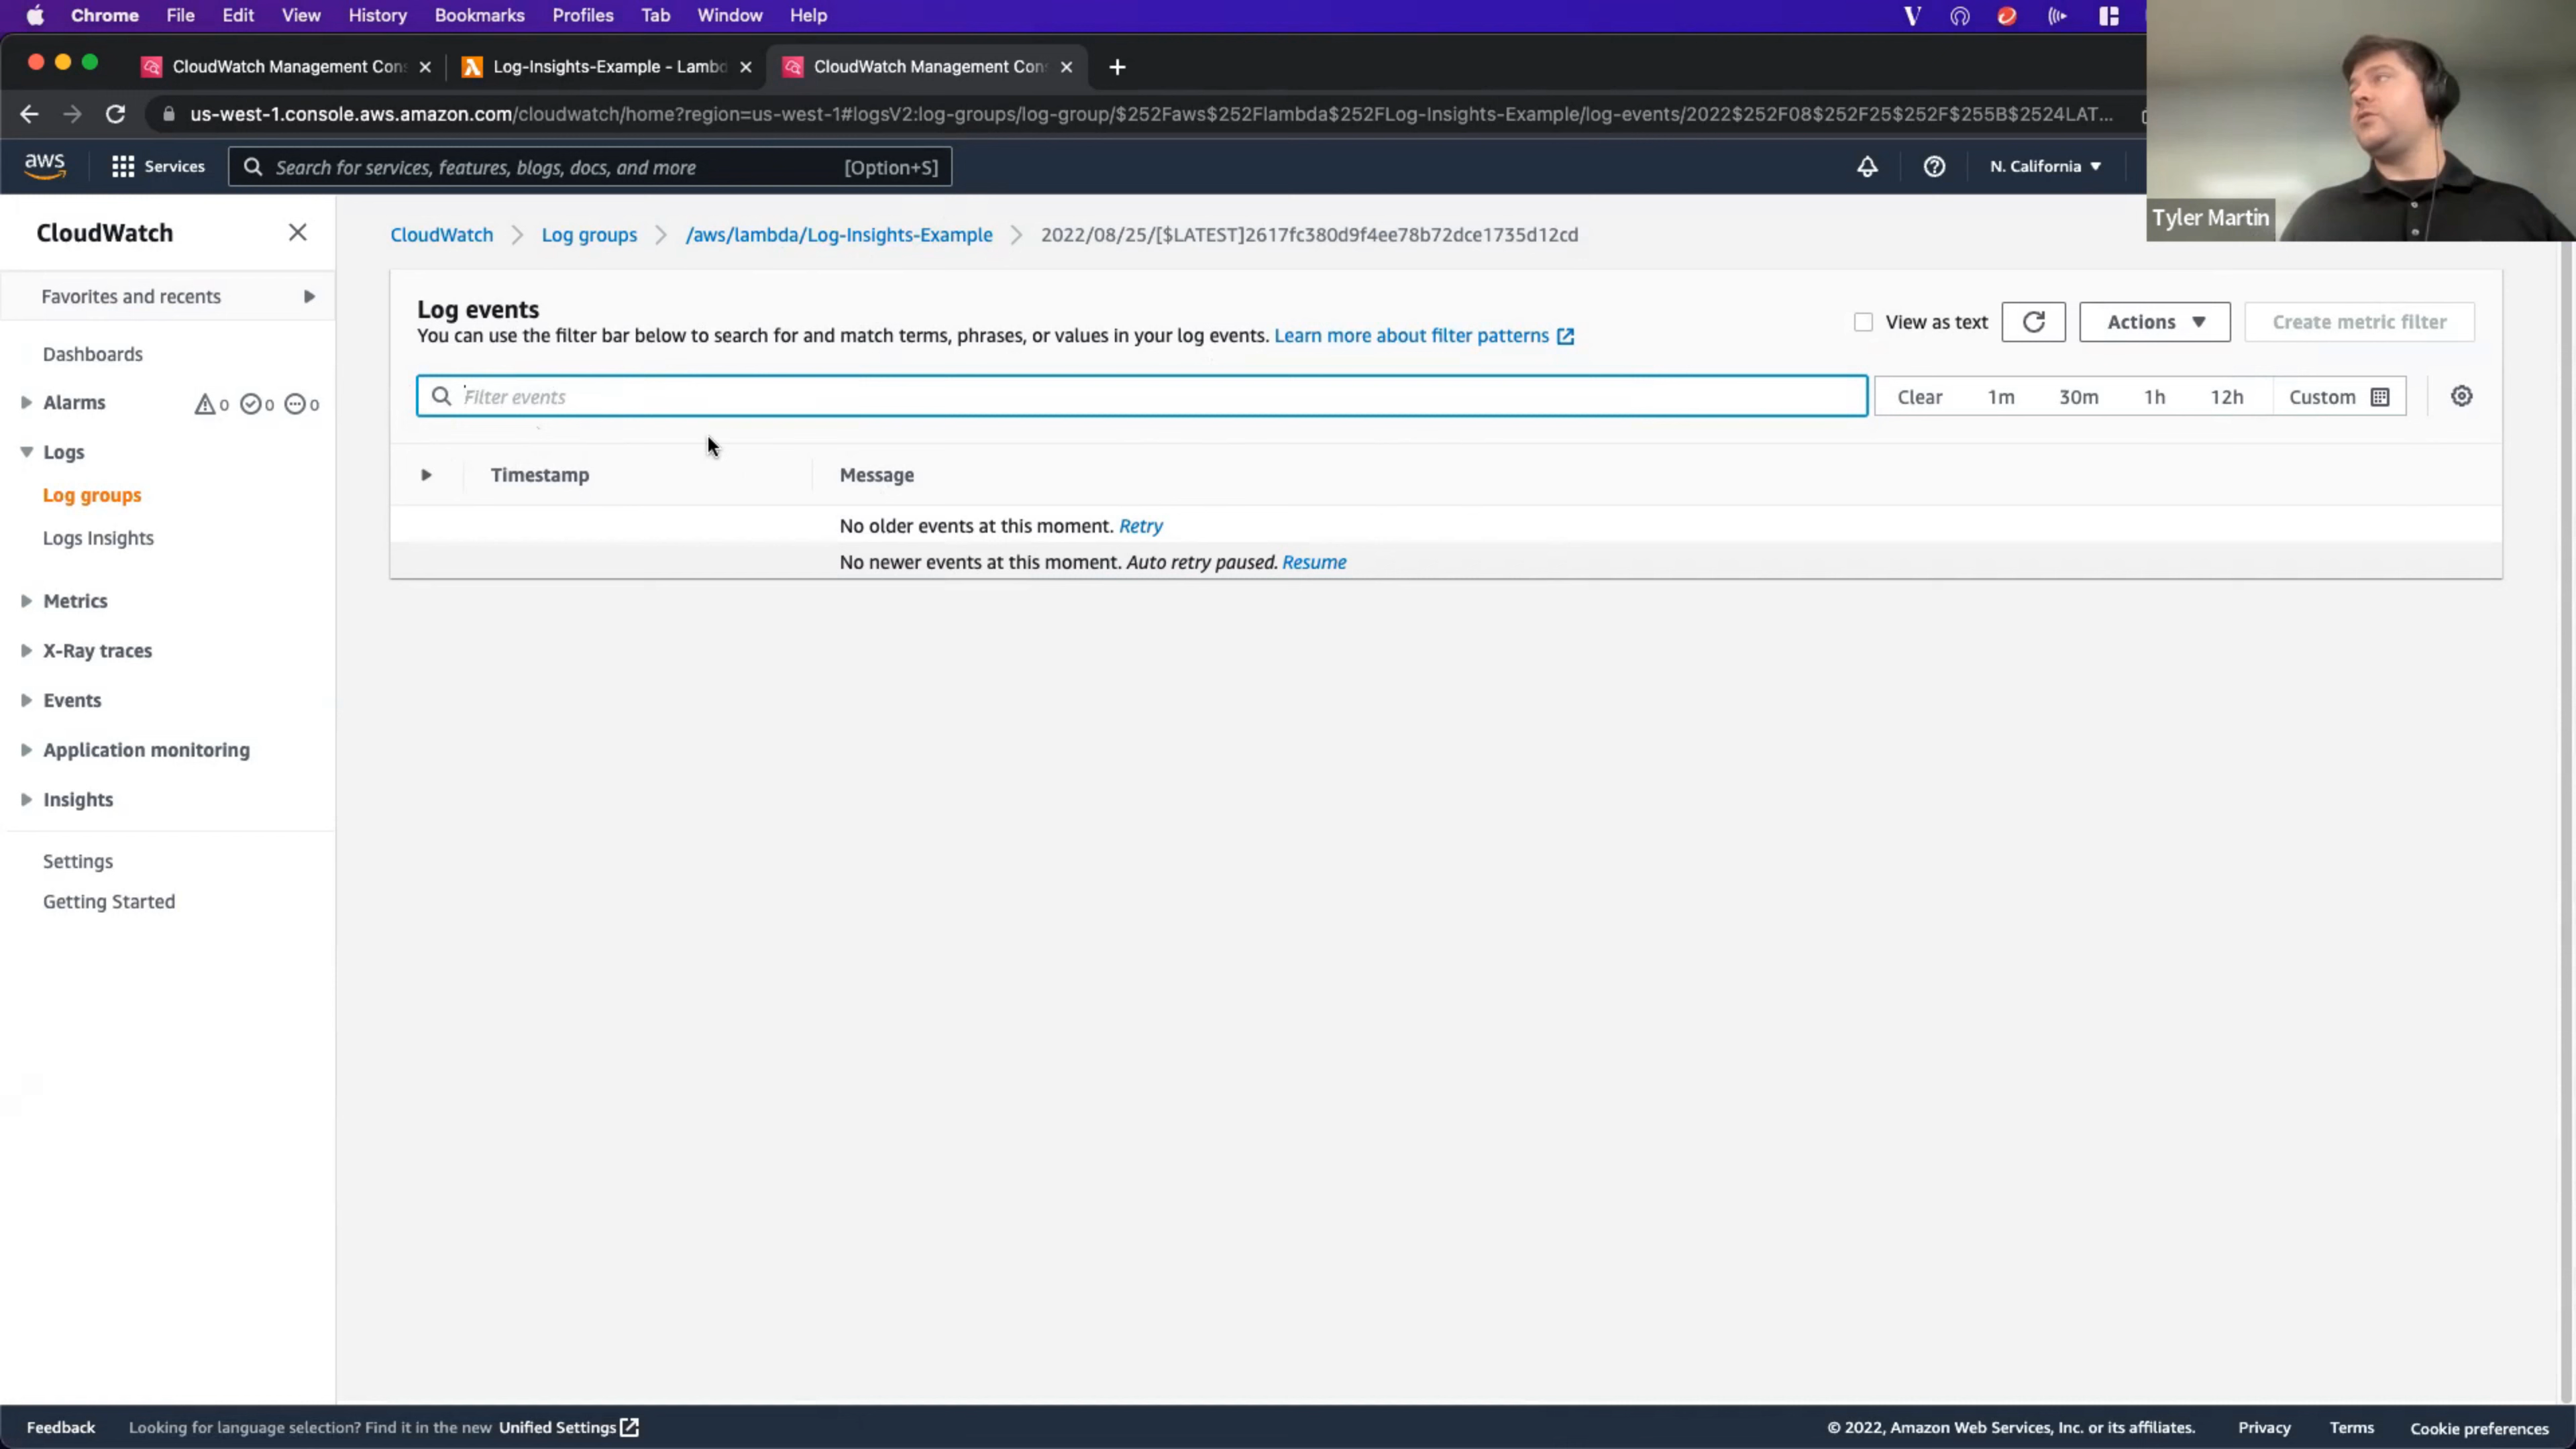 Chrome File Edit View History Bookmarks Profiles Tab Window Help
CloudWatch Management Con
Log-Insights-Example - Lambd
CloudWatch Management Con
us-west-1.console.aws.amazon.com/cloudwatch/home?region=us-west-1#logsV2:log-groups/log-group/$252Faws$252Flambda$252FLog-Insights-Example/log-events/2022$252F08$252F25$252F$255B$2524LAT...
aws Services Search for services, features, blogs, docs, and more [Option+S] N. California
Tyler Martin
CloudWatch
Favorites and recents
Dashboards
Alarms 0 0 0
Logs
Log groups
Logs Insights
Metrics
X-Ray traces
Events
Application monitoring
Insights
Settings
Getting Started
CloudWatch Log groups /aws/lambda/Log-Insights-Example 2022/08/25/[$LATEST]2617fc380d9f4ee78b72dce1735d12cd
Log events
You can use the filter bar below to search for and match terms, phrases, or values in your log events. Learn more about filter patterns
View as text Actions Create metric filter
Filter events
Clear 1m 30m 1h 12h Custom
Timestamp Message
No older events at this moment. Retry
No newer events at this moment. Auto retry paused. Resume
Feedback Looking for language selection? Find it in the new Unified Settings
© 2022, Amazon Web Services, Inc. or its affiliates. Privacy Terms Cookie preferences